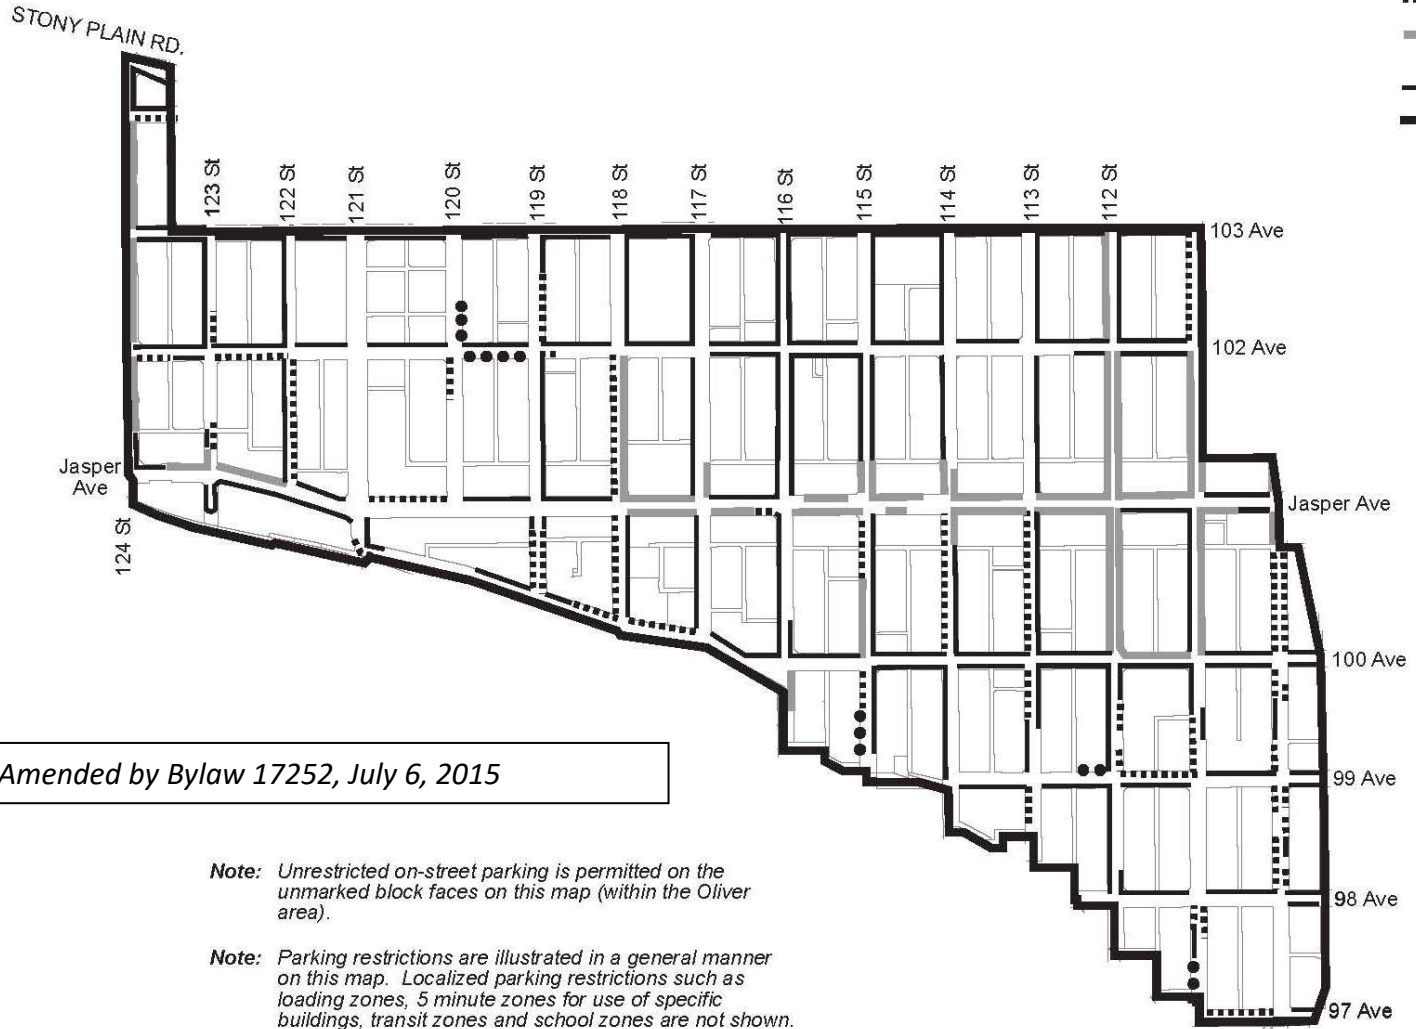 STONY PLAIN RD.
123 St
122 St
121 St
120 St
119 St
118 St
117 St
116 St
115 St
114 St
113 St
112 St
103 Ave
102 Ave
Jasper
Ave
Jasper Ave
124 St
100 Ave
Amended by Bylaw 17252, July 6, 2015
99 Ave
Note: Unrestricted on-street parking is permitted on the
unmarked block faces on this map (within the Oliver
area).
98 Ave
Note: Parking restrictions are illustrated in a general manner
on this map. Localized parking restrictions such as
loading zones, 5 minute zones for use of specific
buildings, transit zones and school zones are not shown.
97 Ave